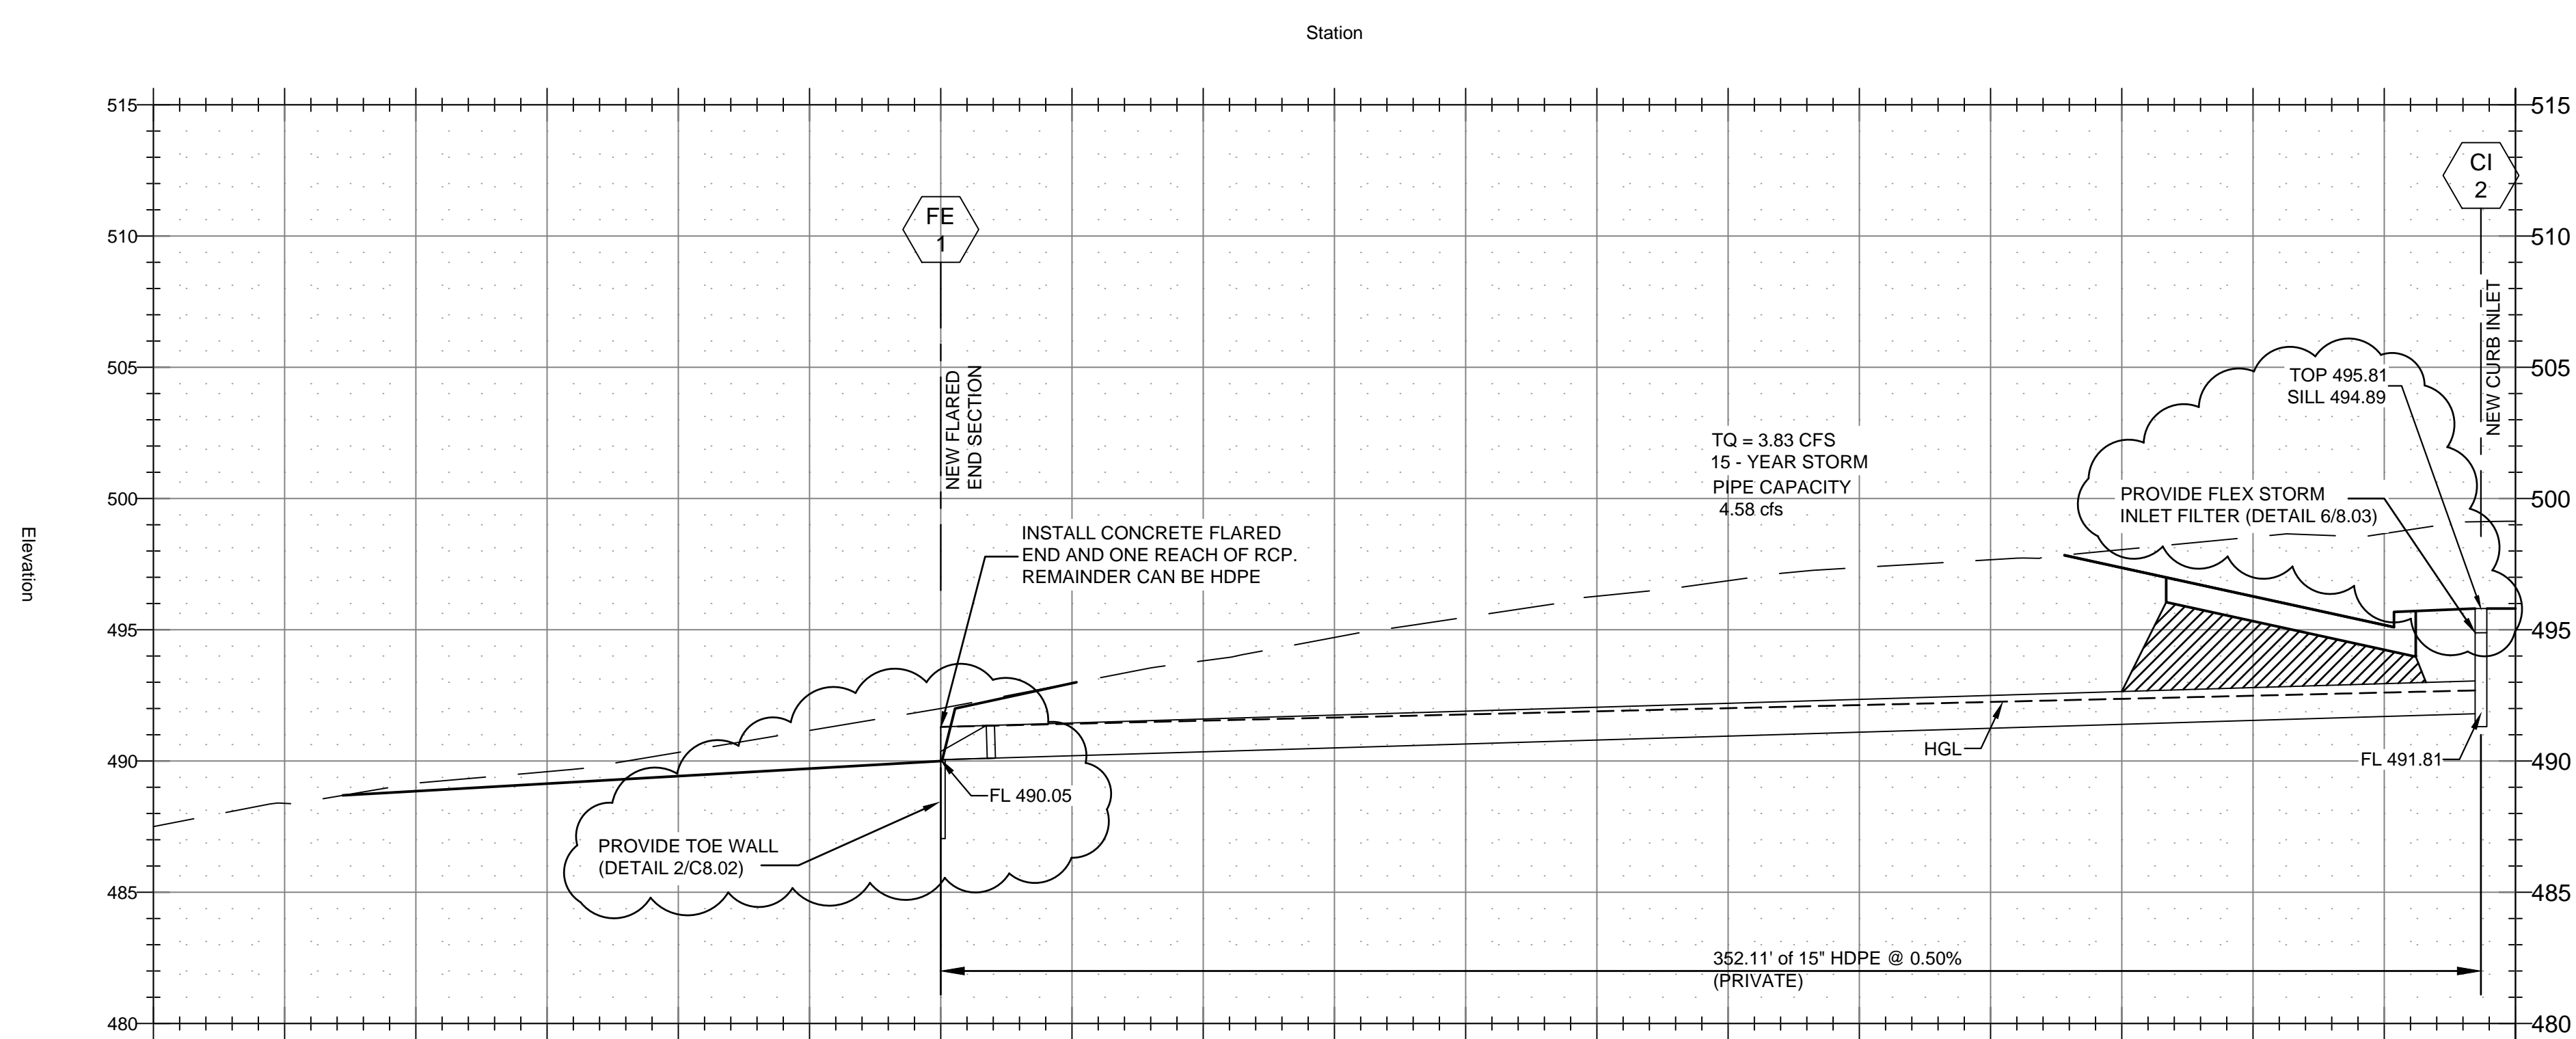 Station
515
515
CI
2
FE
1
510
510
NEW CURB INLET
505
505
NEW FLARED
END SECTION
TOP 495.81
SILL 494.89
TQ = 3.83 CFS
15 - YEAR STORM
PIPE CAPACITY
4.58 cfs
500
500
PROVIDE FLEX STORM
INLET FILTER (DETAIL 6/8.03)
INSTALL CONCRETE FLARED
END AND ONE REACH OF RCP.
REMAINDER CAN BE HDPE
Elevation
495
495
HGL
FL 491.81
490
490
FL 490.05
PROVIDE TOE WALL
(DETAIL 2/C8.02)
485
485
352.11' of 15" HDPE @ 0.50%
(PRIVATE)
480
480